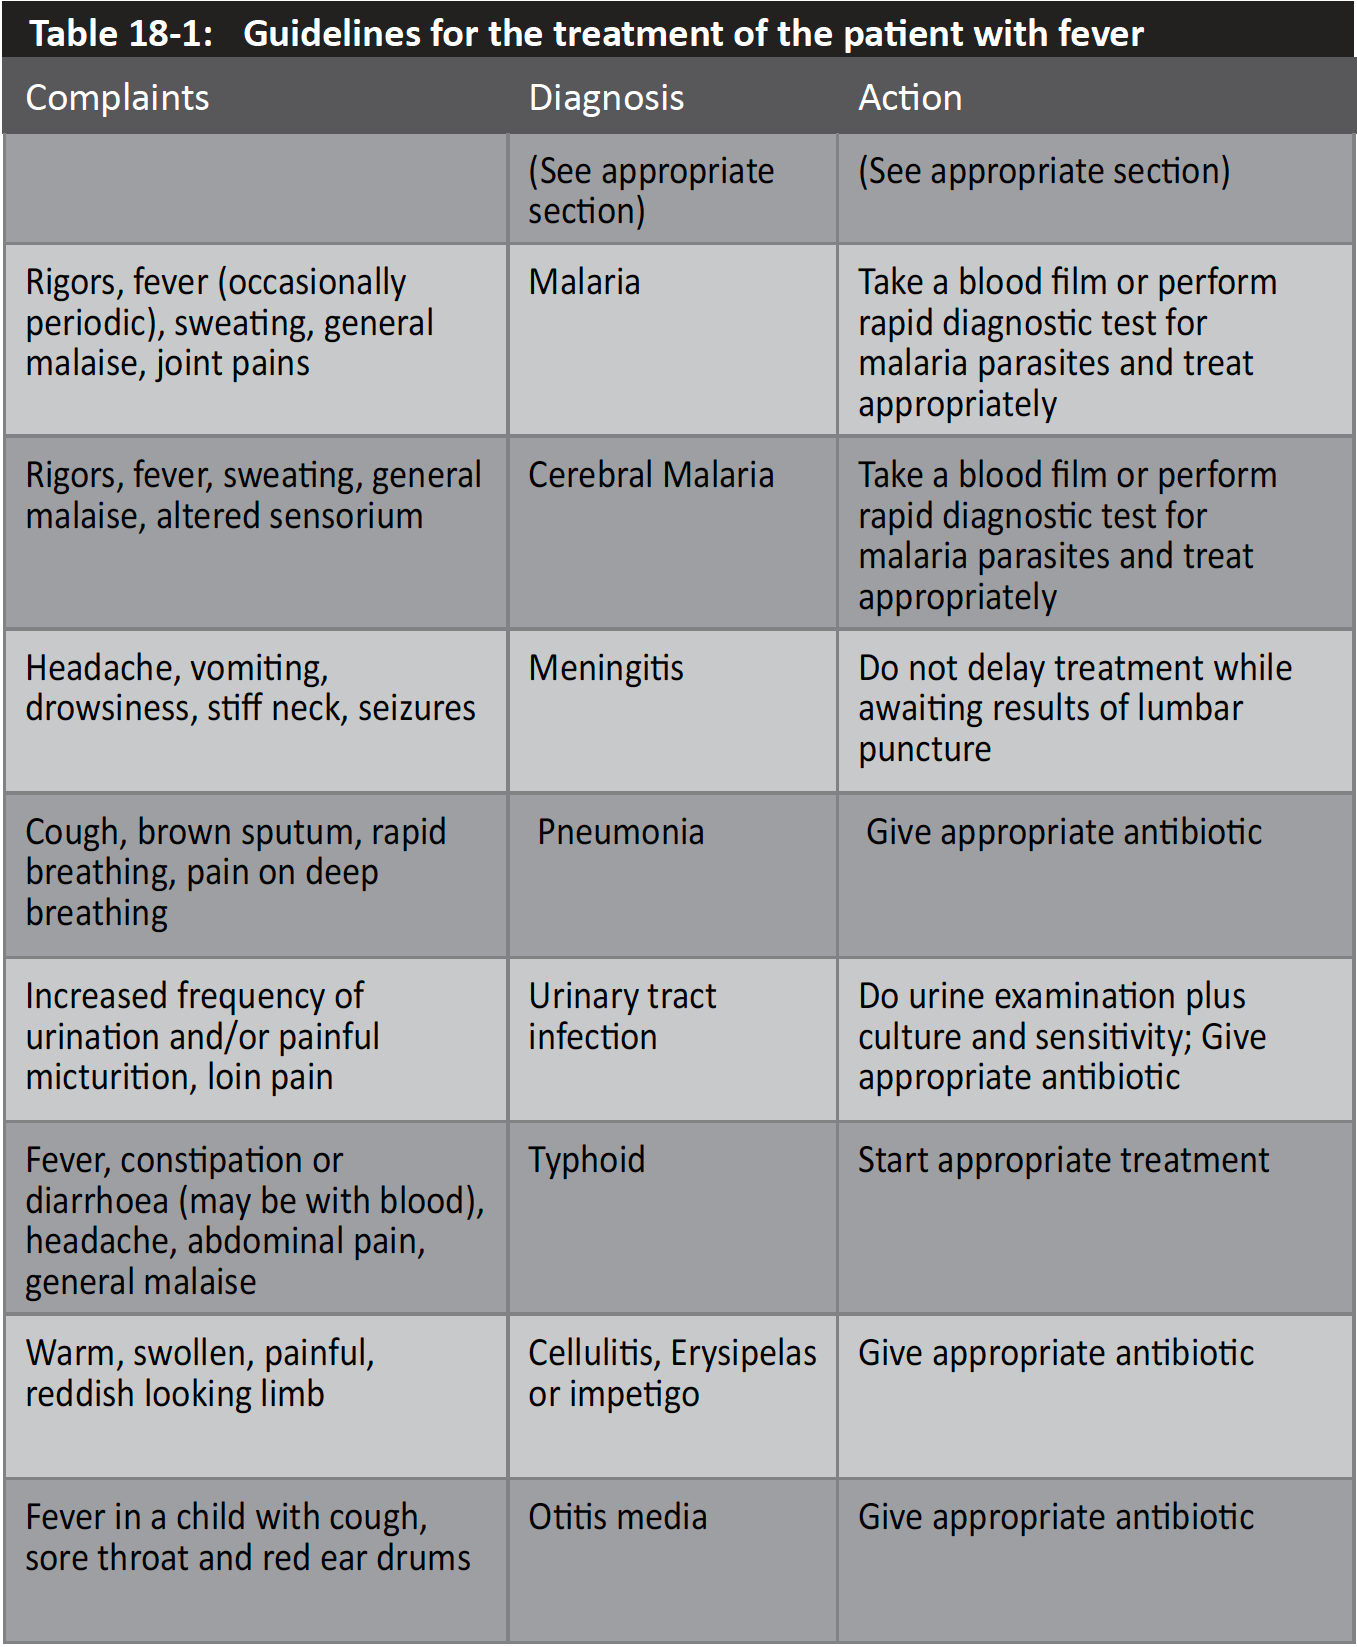 Table 18-1: Guidelines for the treatment of the patient with fever
Complaints Diagnosis Action
(See appropriate
section)
(See appropriate section)
Rigors, fever (occasionally
periodic), sweating, general
malaise, joint pains
Malaria
Take a blood film or perform
rapid diagnostic test for
malaria parasites and treat
appropriately
Rigors, fever, sweating, general
malaise, altered sensorium
Cerebral Malaria
Take a blood film or perform
rapid diagnostic test for
malaria parasites and treat
appropriately
Headache, vomiting,
drowsiness, stiff neck, seizures
Meningitis
Do not delay treatment while
awaiting results of lumbar
puncture
Cough, brown sputum, rapid
breathing, pain on deep
breathing
Pneumonia
Give appropriate antibiotic
Increased frequency of
urination and/or painful
micturition, loin pain
Urinary tract
infection
Do urine examination plus
culture and sensitivity; Give
appropriate antibiotic
Fever, constipation or
diarrhoea (may be with blood),
headache, abdominal pain,
general malaise
Typhoid
Start appropriate treatment
Warm, swollen, painful,
reddish looking limb
Cellulitis, Erysipelas
or impetigo
Give appropriate antibiotic
Fever in a child with cough,
sore throat and red ear drums
Otitis media
Give appropriate antibiotic